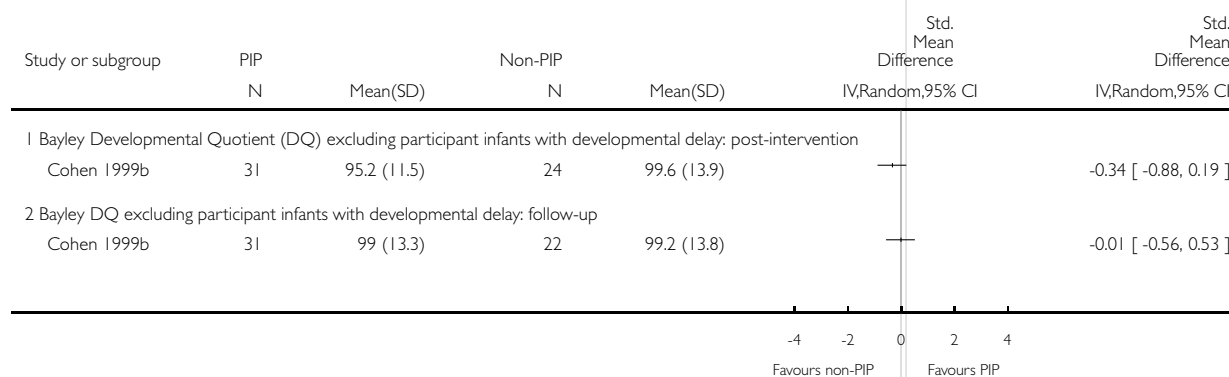 Std.
Mean
Difference
Std.
Mean
Difference
Study or subgroup PIP Non-PIP
N Mean(SD) N Mean(SD) IV,Random,95% CI IV,Random,95% CI
1 Bayley Developmental Quotient (DQ) excluding participant infants with developmental delay: post-intervention
Cohen 1999b 31 95.2 (11.5) 24 99.6 (13.9) -0.34 [ -0.88, 0.19 ]
2 Bayley DQ excluding participant infants with developmental delay: follow-up
Cohen 1999b 31 99 (13.3) 22 99.2 (13.8) -0.01 [ -0.56, 0.53 ]
-4 -2 0 2 4
Favours non-PIP Favours PIP